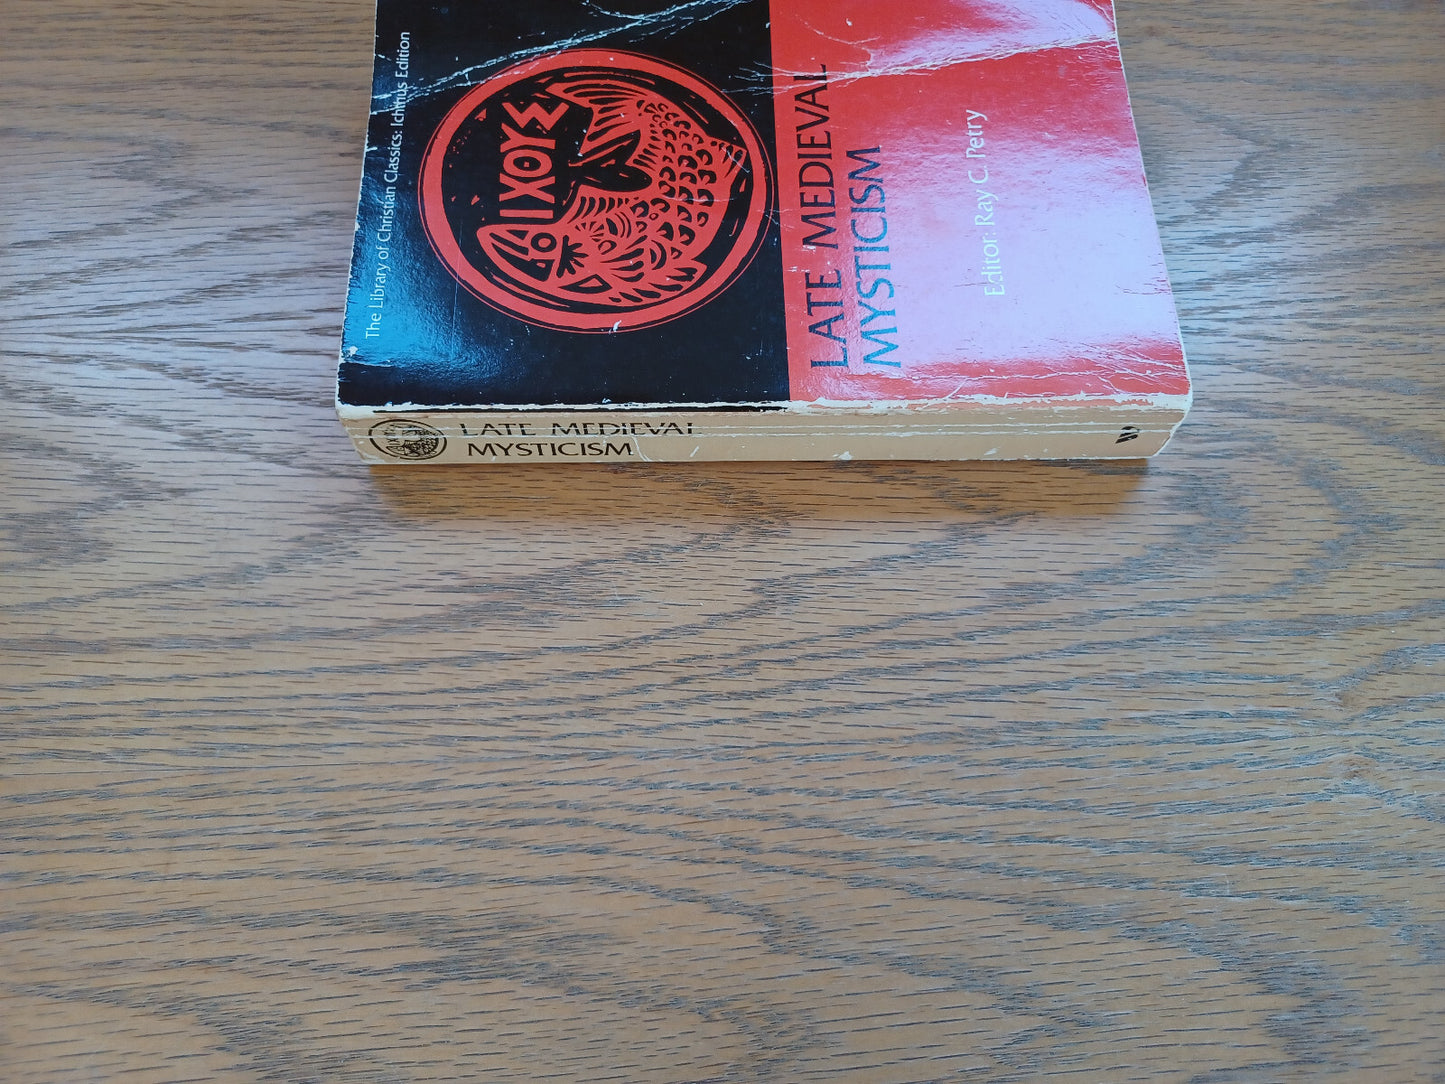 The Library of Christian Classics: Ichthus Edition
ΙΧΘΥΣ
LATE MEDIEVAL
MYSTICISM
Editor: Ray C. Petry
LATE MEDIEVAL
MYSTICISM